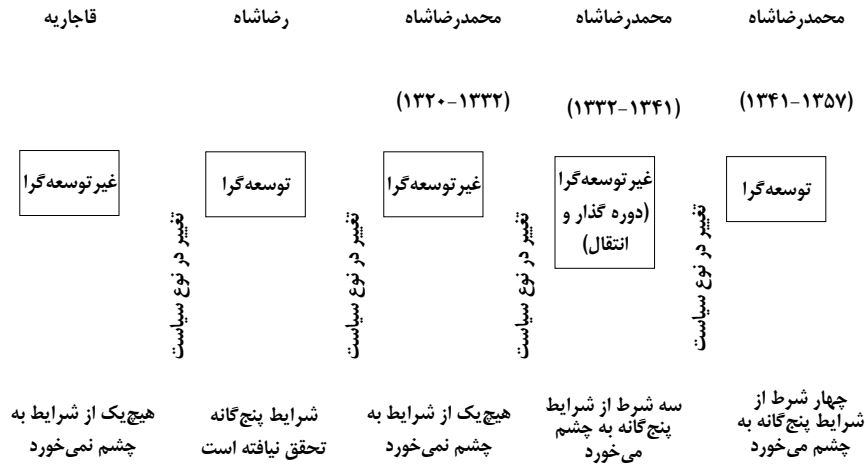 قاجاریه
رضاشاه
محمدرضاشاه
محمدرضاشاه
محمدرضاشاه
(۱۳۲۰-۱۳۳۲)
(۱۳۳۲-۱۳۴۱)
(۱۳۴۱-۱۳۵۷)
غیرتوسعه‌گرا
توسعه‌گرا
غیرتوسعه‌گرا
غیرتوسعه‌گرا
(دوره گذار و
انتقال)
توسعه‌گرا
تغییر در نوع سیاست
تغییر در نوع سیاست
تغییر در نوع سیاست
تغییر در نوع سیاست
هیچ‌یک از شرایط به
چشم نمی‌خورد
شرایط پنج‌گانه
تحقق نیافته است
هیچ‌یک از شرایط به
چشم نمی‌خورد
سه شرط از شرایط
پنج‌گانه به چشم
می‌خورد
چهار شرط از
شرایط پنج‌گانه به
چشم می‌خورد